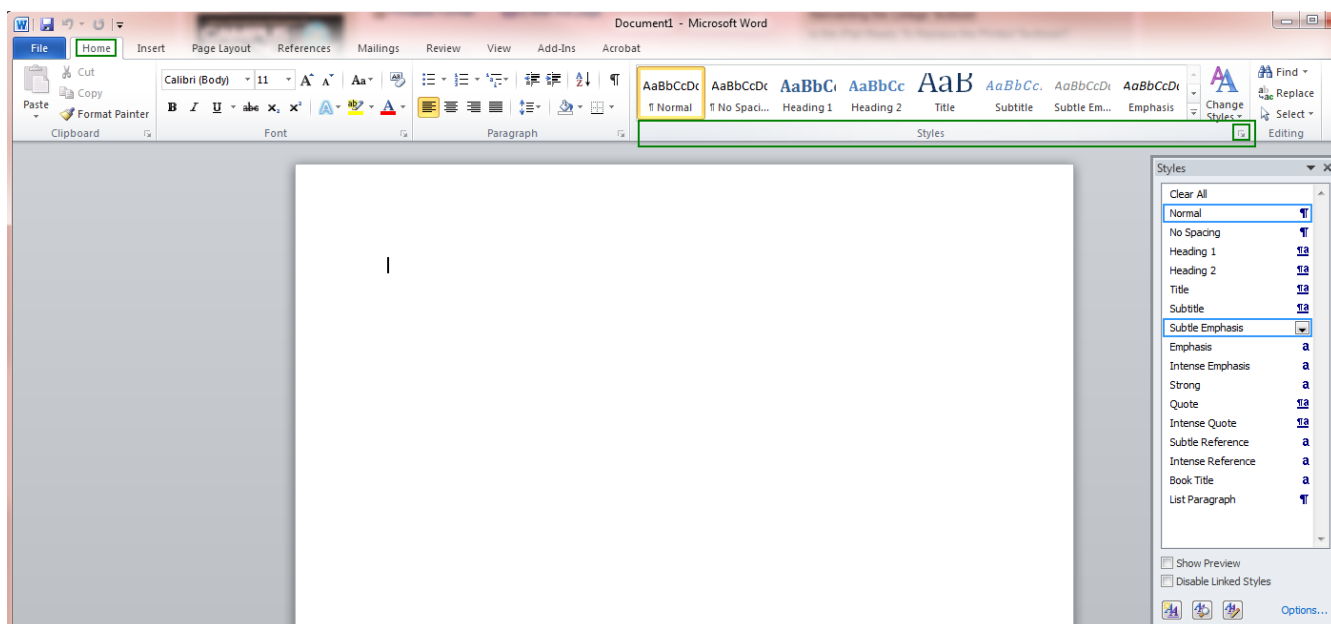 Document1 - Microsoft Word
File Home Insert Page Layout References Mailings Review View Add-Ins Acrobat
Paste
Cut
Copy
Format Painter
Clipboard
Calibri (Body) 11
Font
Paragraph
AaBbCcDc AaBbCcDc AaBbC AaBbCc AaB AaBbCc. AaBbCcDc AaBbCcDc
¶ Normal ¶ No Spaci... Heading 1 Heading 2 Title Subtitle Subtle Em... Emphasis
Change
Styles
Styles
Find
Replace
Select
Editing
Styles
Clear All
Normal
No Spacing
Heading 1
Heading 2
Title
Subtitle
Subtle Emphasis
Emphasis
Intense Emphasis
Strong
Quote
Intense Quote
Subtle Reference
Intense Reference
Book Title
List Paragraph
Show Preview
Disable Linked Styles
Options...